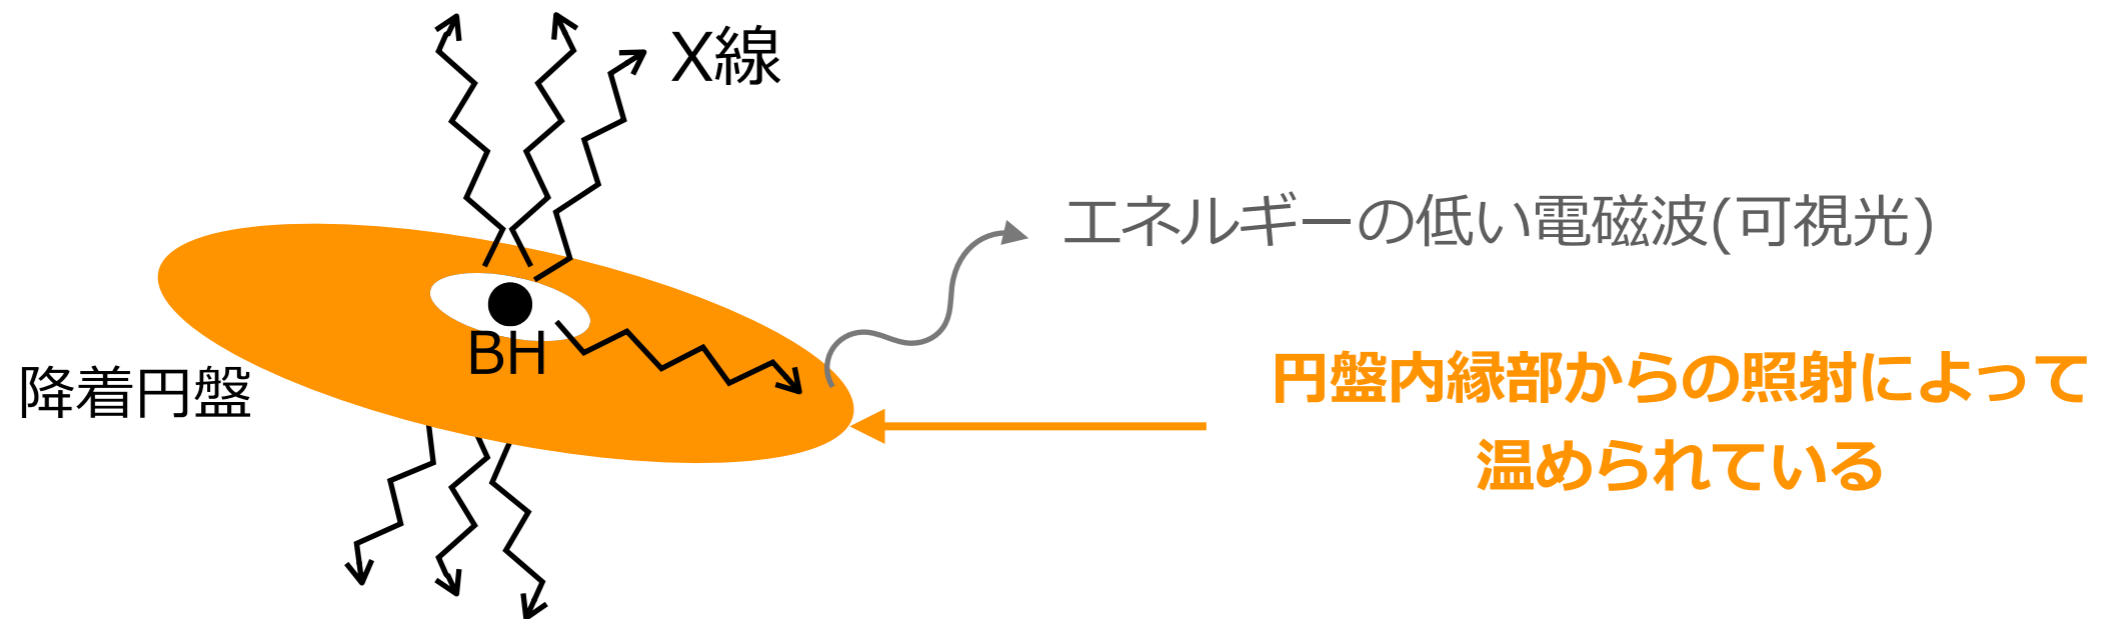 X線
エネルギーの低い電磁波(可視光)
BH
降着円盤
円盤内縁部からの照射によって
温められている